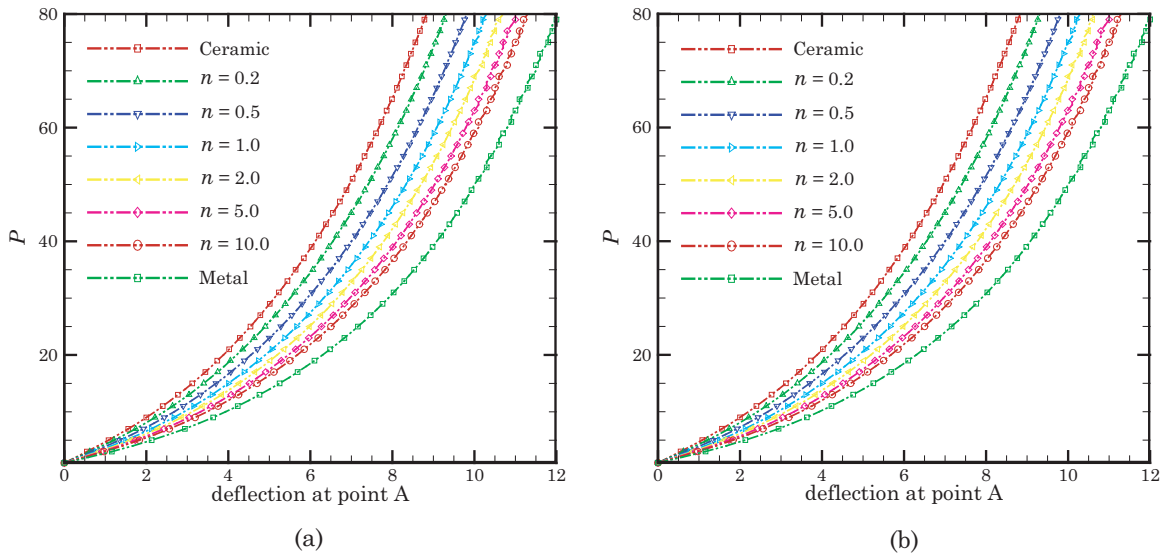 80
60
40
20
P
Ceramic
n = 0.2
n = 0.5
n = 1.0
n = 2.0
n = 5.0
n = 10.0
Metal
0 2 4 6 8 10 12
deflection at point A
(a)
80
60
40
20
P
Ceramic
n = 0.2
n = 0.5
n = 1.0
n = 2.0
n = 5.0
n = 10.0
Metal
0 2 4 6 8 10 12
deflection at point A
(b)